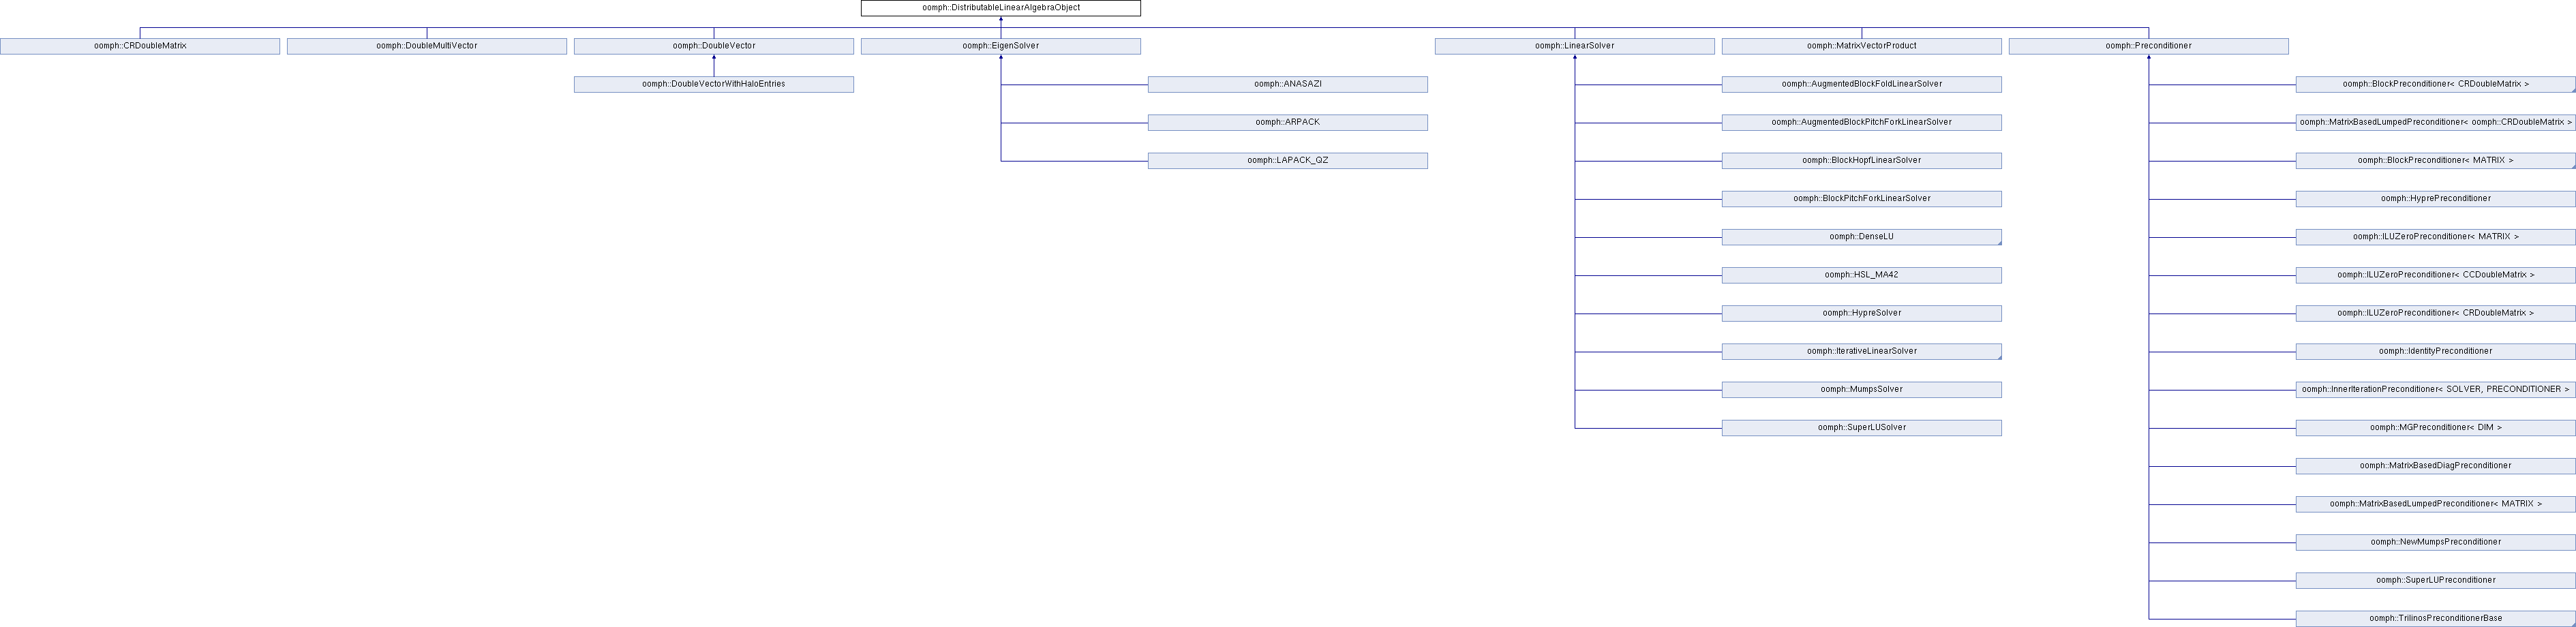 oomph::DistributableLinearAlgebraObject
oomph::CRDoubleMatrix
oomph::DoubleMultiVector
oomph::DoubleVector
oomph::EigenSolver
oomph::LinearSolver
oomph::MatrixVectorProduct
oomph::Preconditioner
oomph::DoubleVectorWithHaloEntries
oomph::ANASAZI
oomph::ARPACK
oomph::LAPACK_QZ
oomph::AugmentedBlockFoldLinearSolver
oomph::AugmentedBlockPitchForkLinearSolver
oomph::BlockHopfLinearSolver
oomph::BlockPitchForkLinearSolver
oomph::DenseLU
oomph::HSL_MA42
oomph::HypreSolver
oomph::IterativeLinearSolver
oomph::MumpsSolver
oomph::SuperLUSolver
oomph::BlockPreconditioner< CRDoubleMatrix >
oomph::MatrixBasedLumpedPreconditioner< oomph::CRDoubleMatrix >
oomph::BlockPreconditioner< MATRIX >
oomph::HyprePreconditioner
oomph::ILUZeroPreconditioner< MATRIX >
oomph::ILUZeroPreconditioner< CCDoubleMatrix >
oomph::ILUZeroPreconditioner< CRDoubleMatrix >
oomph::IdentityPreconditioner
oomph::InnerIterationPreconditioner< SOLVER, PRECONDITIONER >
oomph::MGPreconditioner< DIM >
oomph::MatrixBasedDiagPreconditioner
oomph::MatrixBasedLumpedPreconditioner< MATRIX >
oomph::NewMumpsPreconditioner
oomph::SuperLUPreconditioner
oomph::TrilinosPreconditionerBase